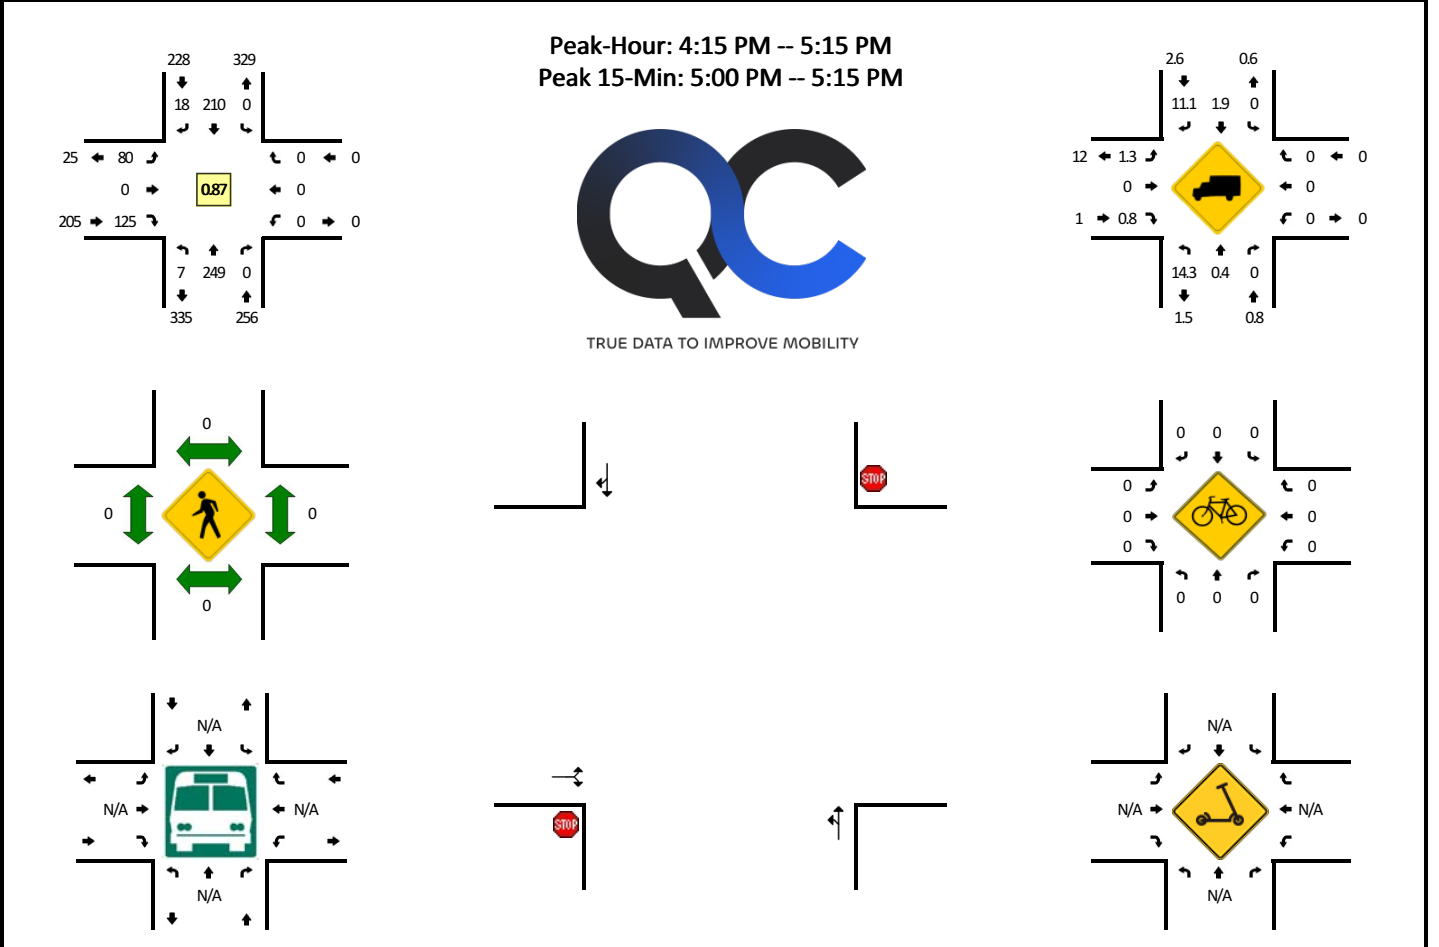 Peak-Hour: 4:15 PM -- 5:15 PM
Peak 15-Min: 5:00 PM -- 5:15 PM
228 329
18 210 0
25 80 0 0
0 0.87 0
205 125 0 0
7 249 0
335 256
TRUE DATA TO IMPROVE MOBILITY
2.6 0.6
11.1 1.9 0
12 1.3 0 0
0 0
1 0.8 0 0
14.3 0.4 0
1.5 0.8
0
0 0
0
STOP
STOP
0 0 0
0 0
0 0
0 0
0 0 0
N/A
N/A N/A
N/A
N/A
N/A N/A
N/A